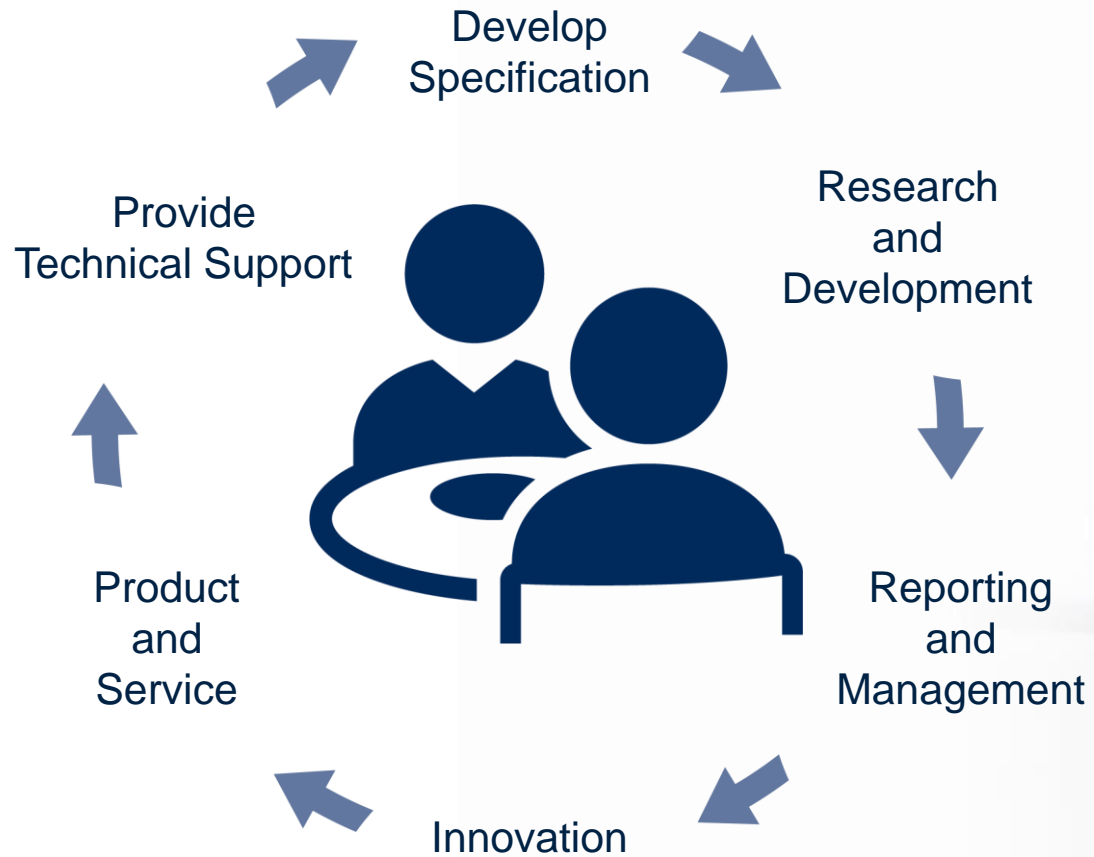 Develop
Specification
Research
and
Development
Reporting
and
Management
Innovation
Product
and
Service
Provide
Technical Support